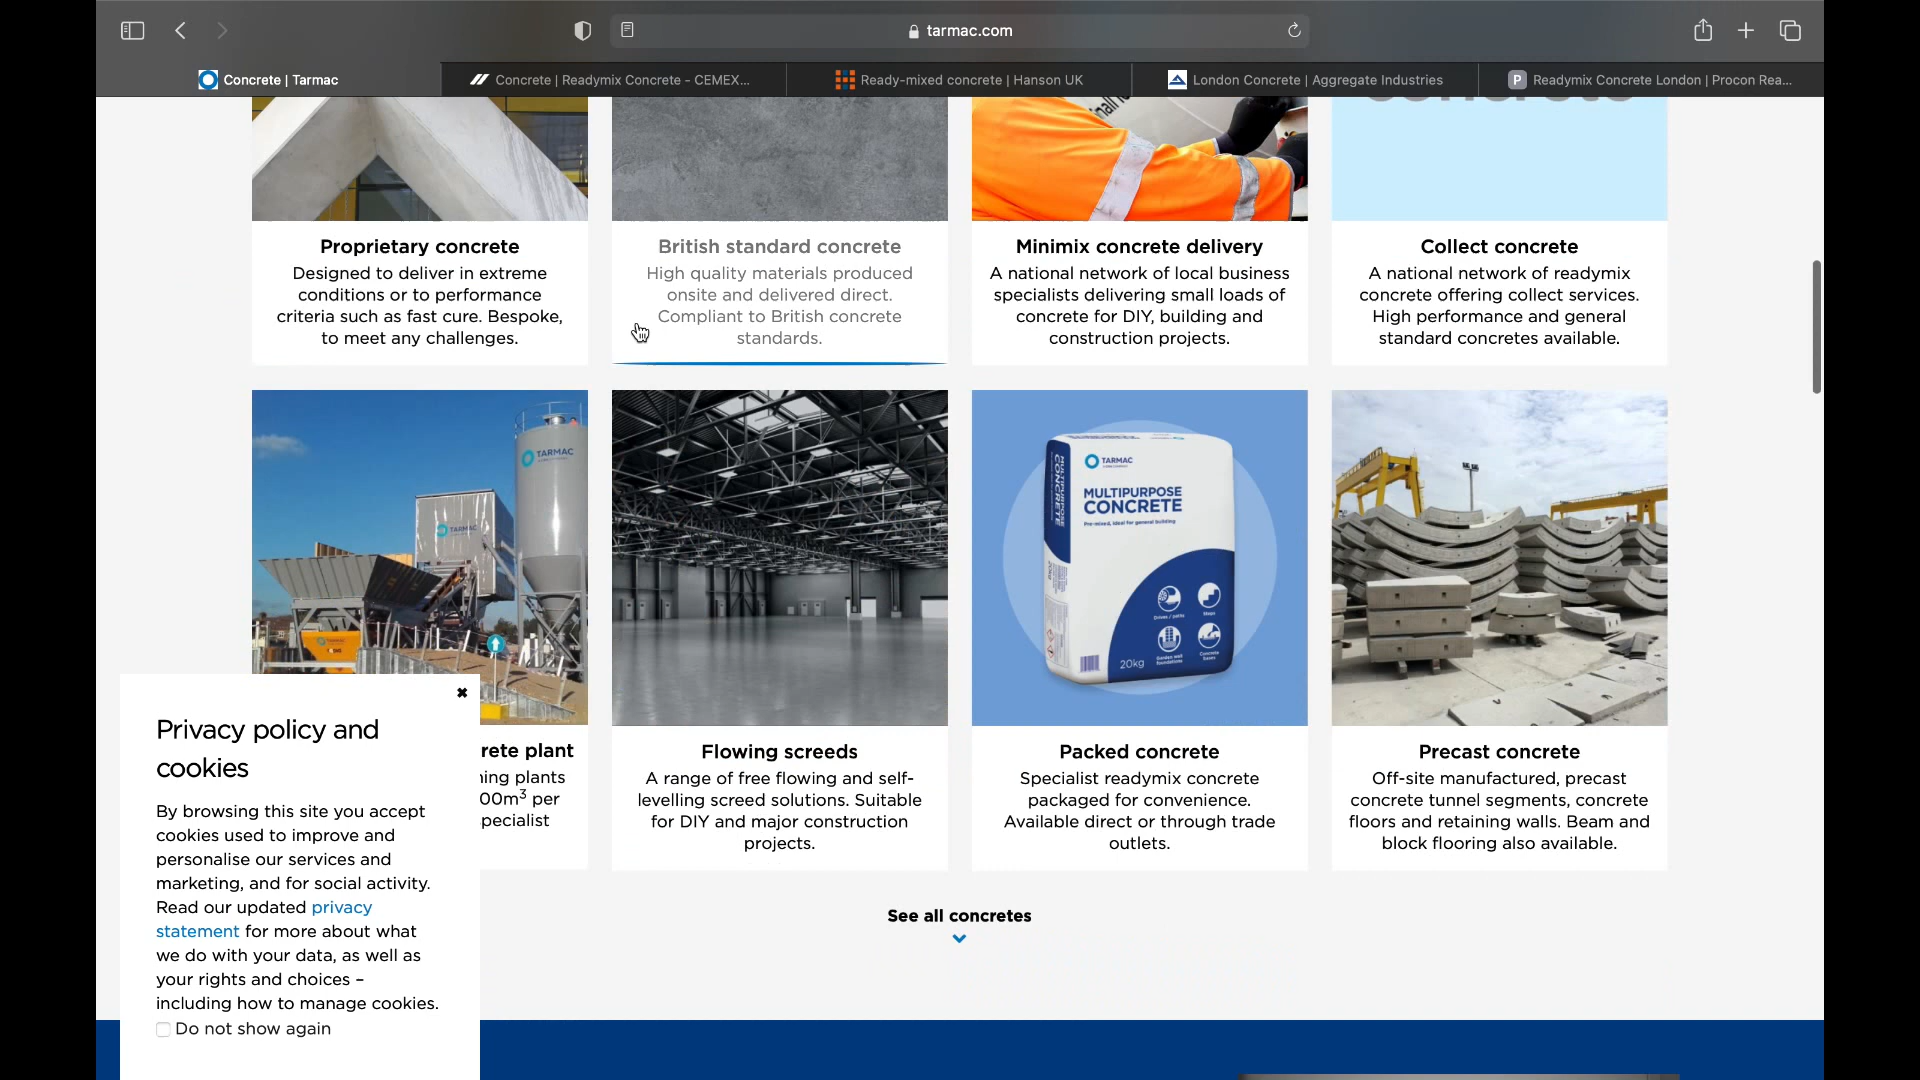 tarmac.com
Concrete | Tarmac
Concrete | Readymix Concrete - CEMEX...
Ready-mixed concrete | Hanson UK
London Concrete | Aggregate Industries
P
Readymix Concrete London | Procon Rea...
Proprietary concrete
Designed to deliver in extreme
conditions or to performance
criteria such as fast cure. Bespoke,
to meet any challenges.
British standard concrete
High quality materials produced
onsite and delivered direct.
Compliant to British concrete
standards.
Minimix concrete delivery
A national network of local business
specialists delivering small loads of
concrete for DIY, building and
construction projects.
Collect concrete
A national network of readymix
concrete offering collect services.
High performance and general
standard concretes available.
TARMAC
TARMAC
TARMAC
MULTIPURPOSE
CONCRETE
Pre-mixed, ideal for general building
MULTIPURPOSE
CONCRETE
20kg
rete plant
ning plants
00m³ per
pecialist
Flowing screeds
A range of free flowing and self-
levelling screed solutions. Suitable
for DIY and major construction
projects.
Packed concrete
Specialist readymix concrete
packaged for convenience.
Available direct or through trade
outlets.
Precast concrete
Off-site manufactured, precast
concrete tunnel segments, concrete
floors and retaining walls. Beam and
block flooring also available.
Privacy policy and
cookies
By browsing this site you accept
cookies used to improve and
personalise our services and
marketing, and for social activity.
Read our updated privacy
statement for more about what
we do with your data, as well as
your rights and choices –
including how to manage cookies.
Do not show again
See all concretes